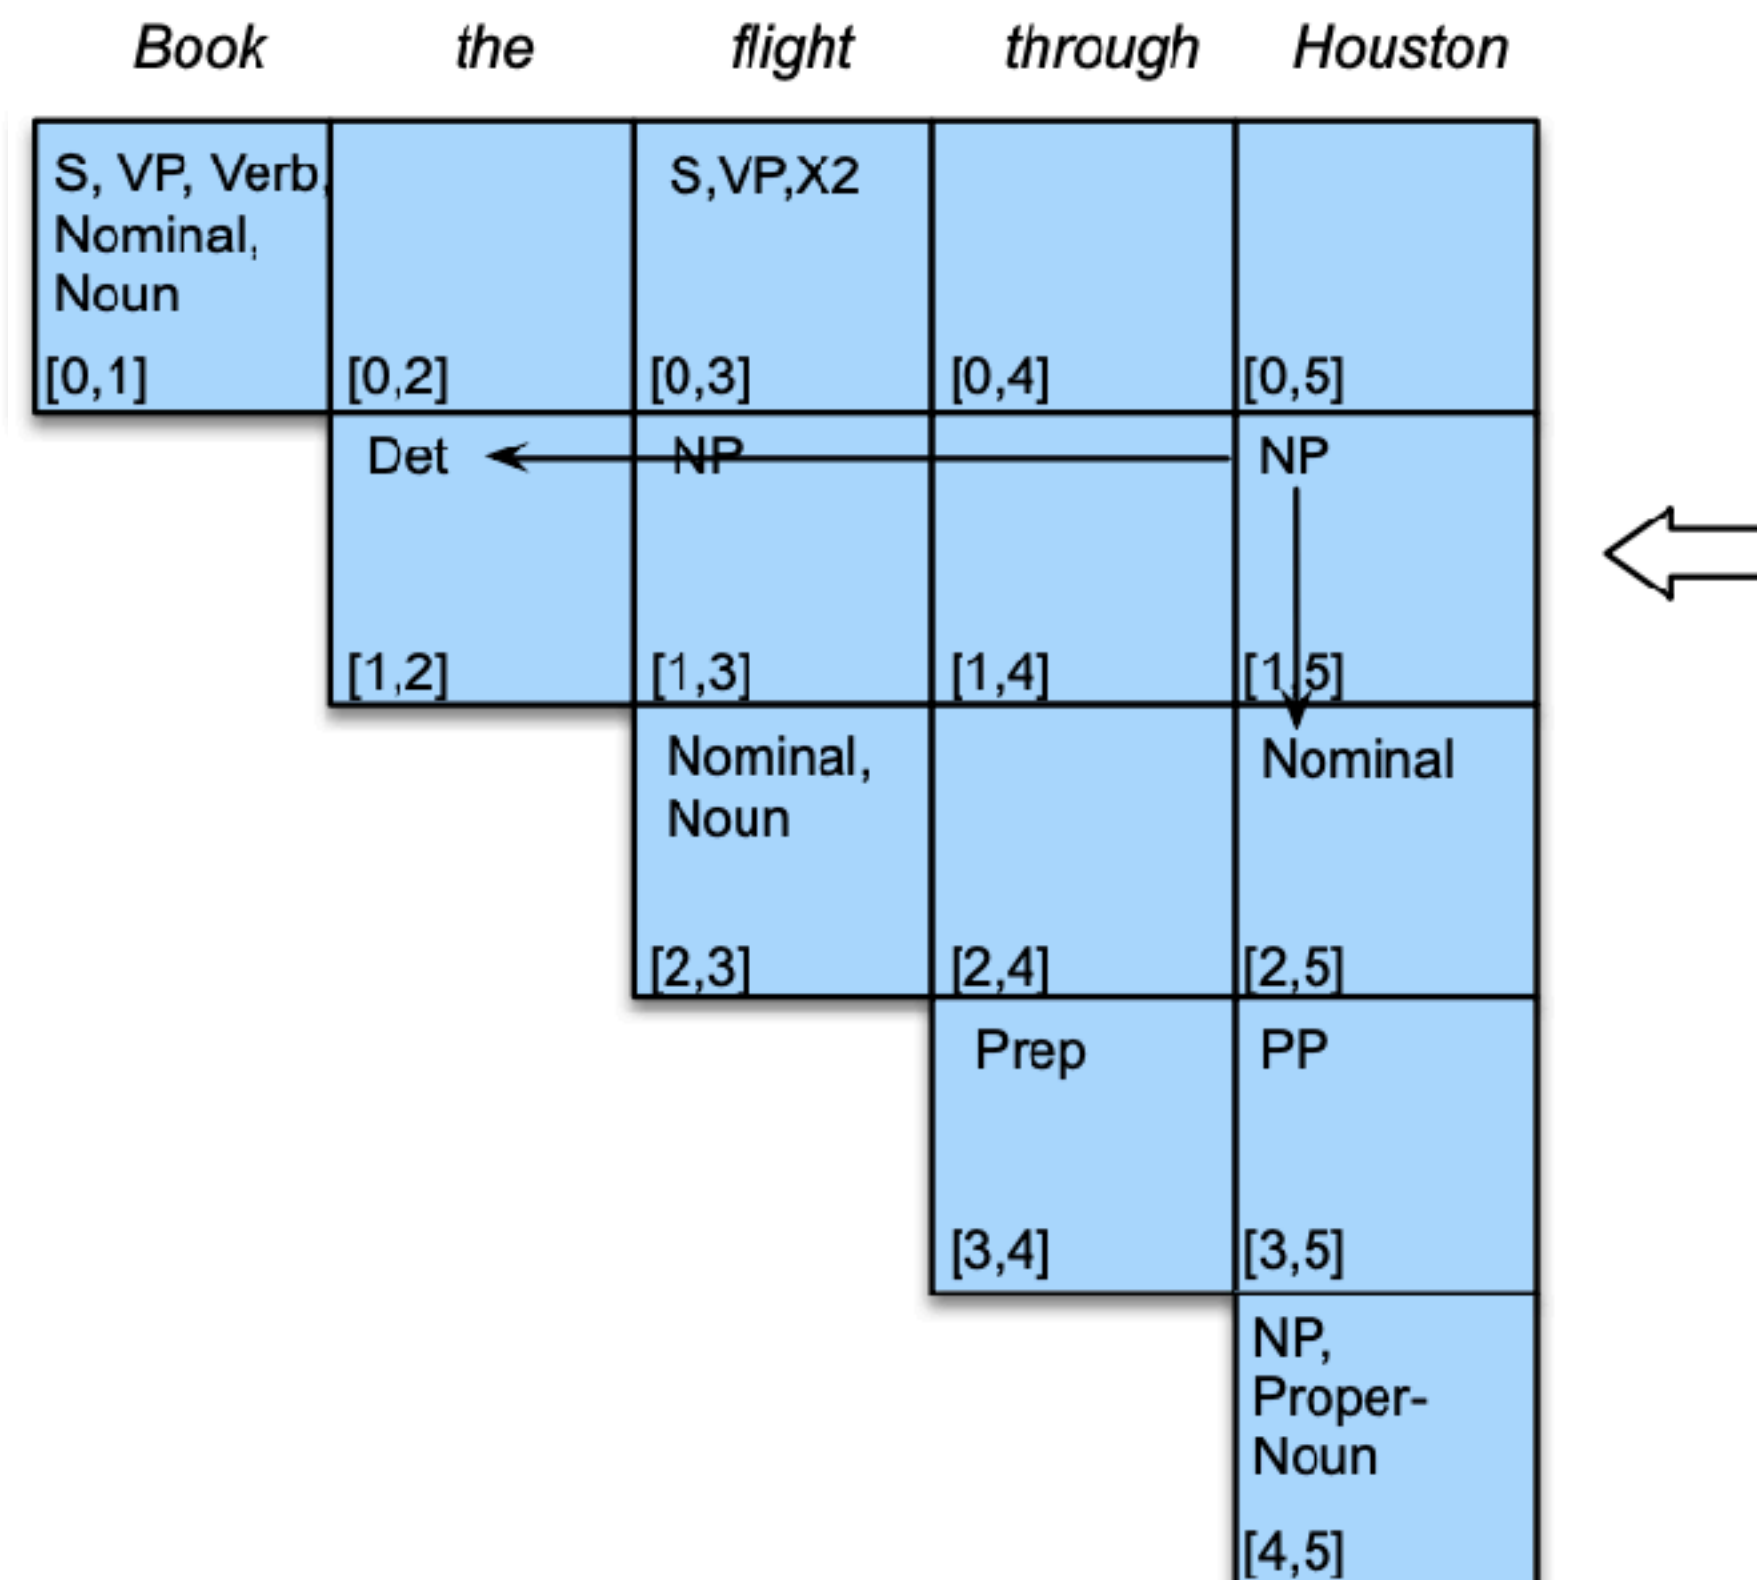 Book the flight through Houston
S, VP, Verb, S,VP,X2
Nominal,
Noun
[0,1] [0,2] [0,3] [0,4] [0,5]
Det NP NP
[1,2] [1,3] [1,4] [1,5]
Nominal, Nominal
Noun
[2,3] [2,4] [2,5]
Prep PP
[3,4] [3,5]
NP,
Proper-
Noun
[4,5]